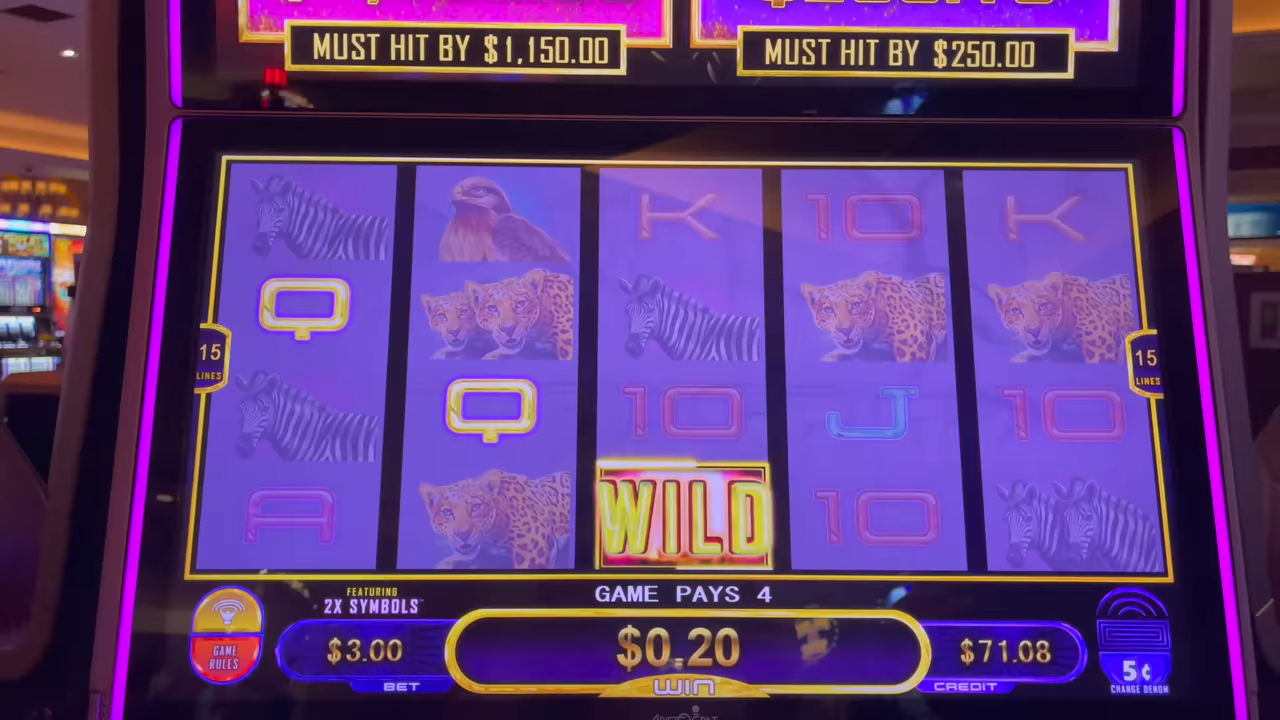 MUST HIT BY $1,150.00
MUST HIT BY $250.00
K 10 K
Q
15 LINES
15 LINES
Q 10 J 10
A WILD 10
GAME PAYS 4
FEATURING
2X SYMBOLS™
GAME RULES
$3.00
BET
$0.20
WIN
$71.08
CREDIT
5¢
CHANGE DENOM